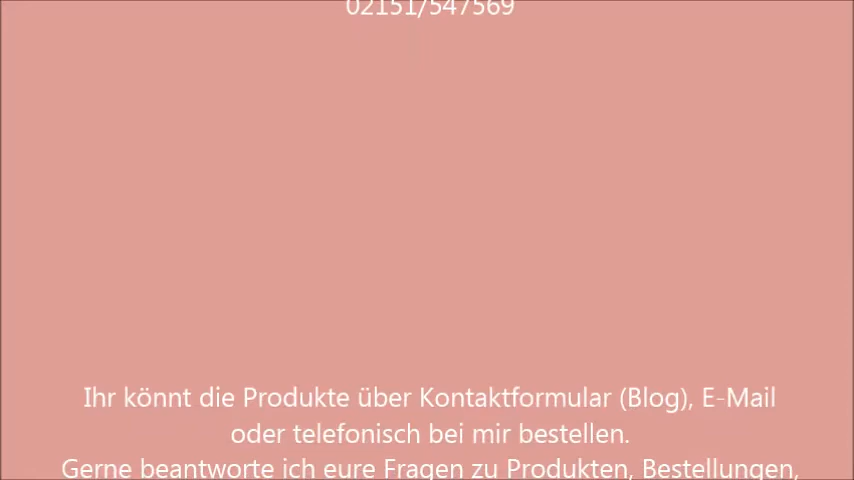 02151/547569
Ihr könnt die Produkte über Kontaktformular (Blog), E-Mail
oder telefonisch bei mir bestellen.
Gerne beantworte ich eure Fragen zu Produkten, Bestellungen,